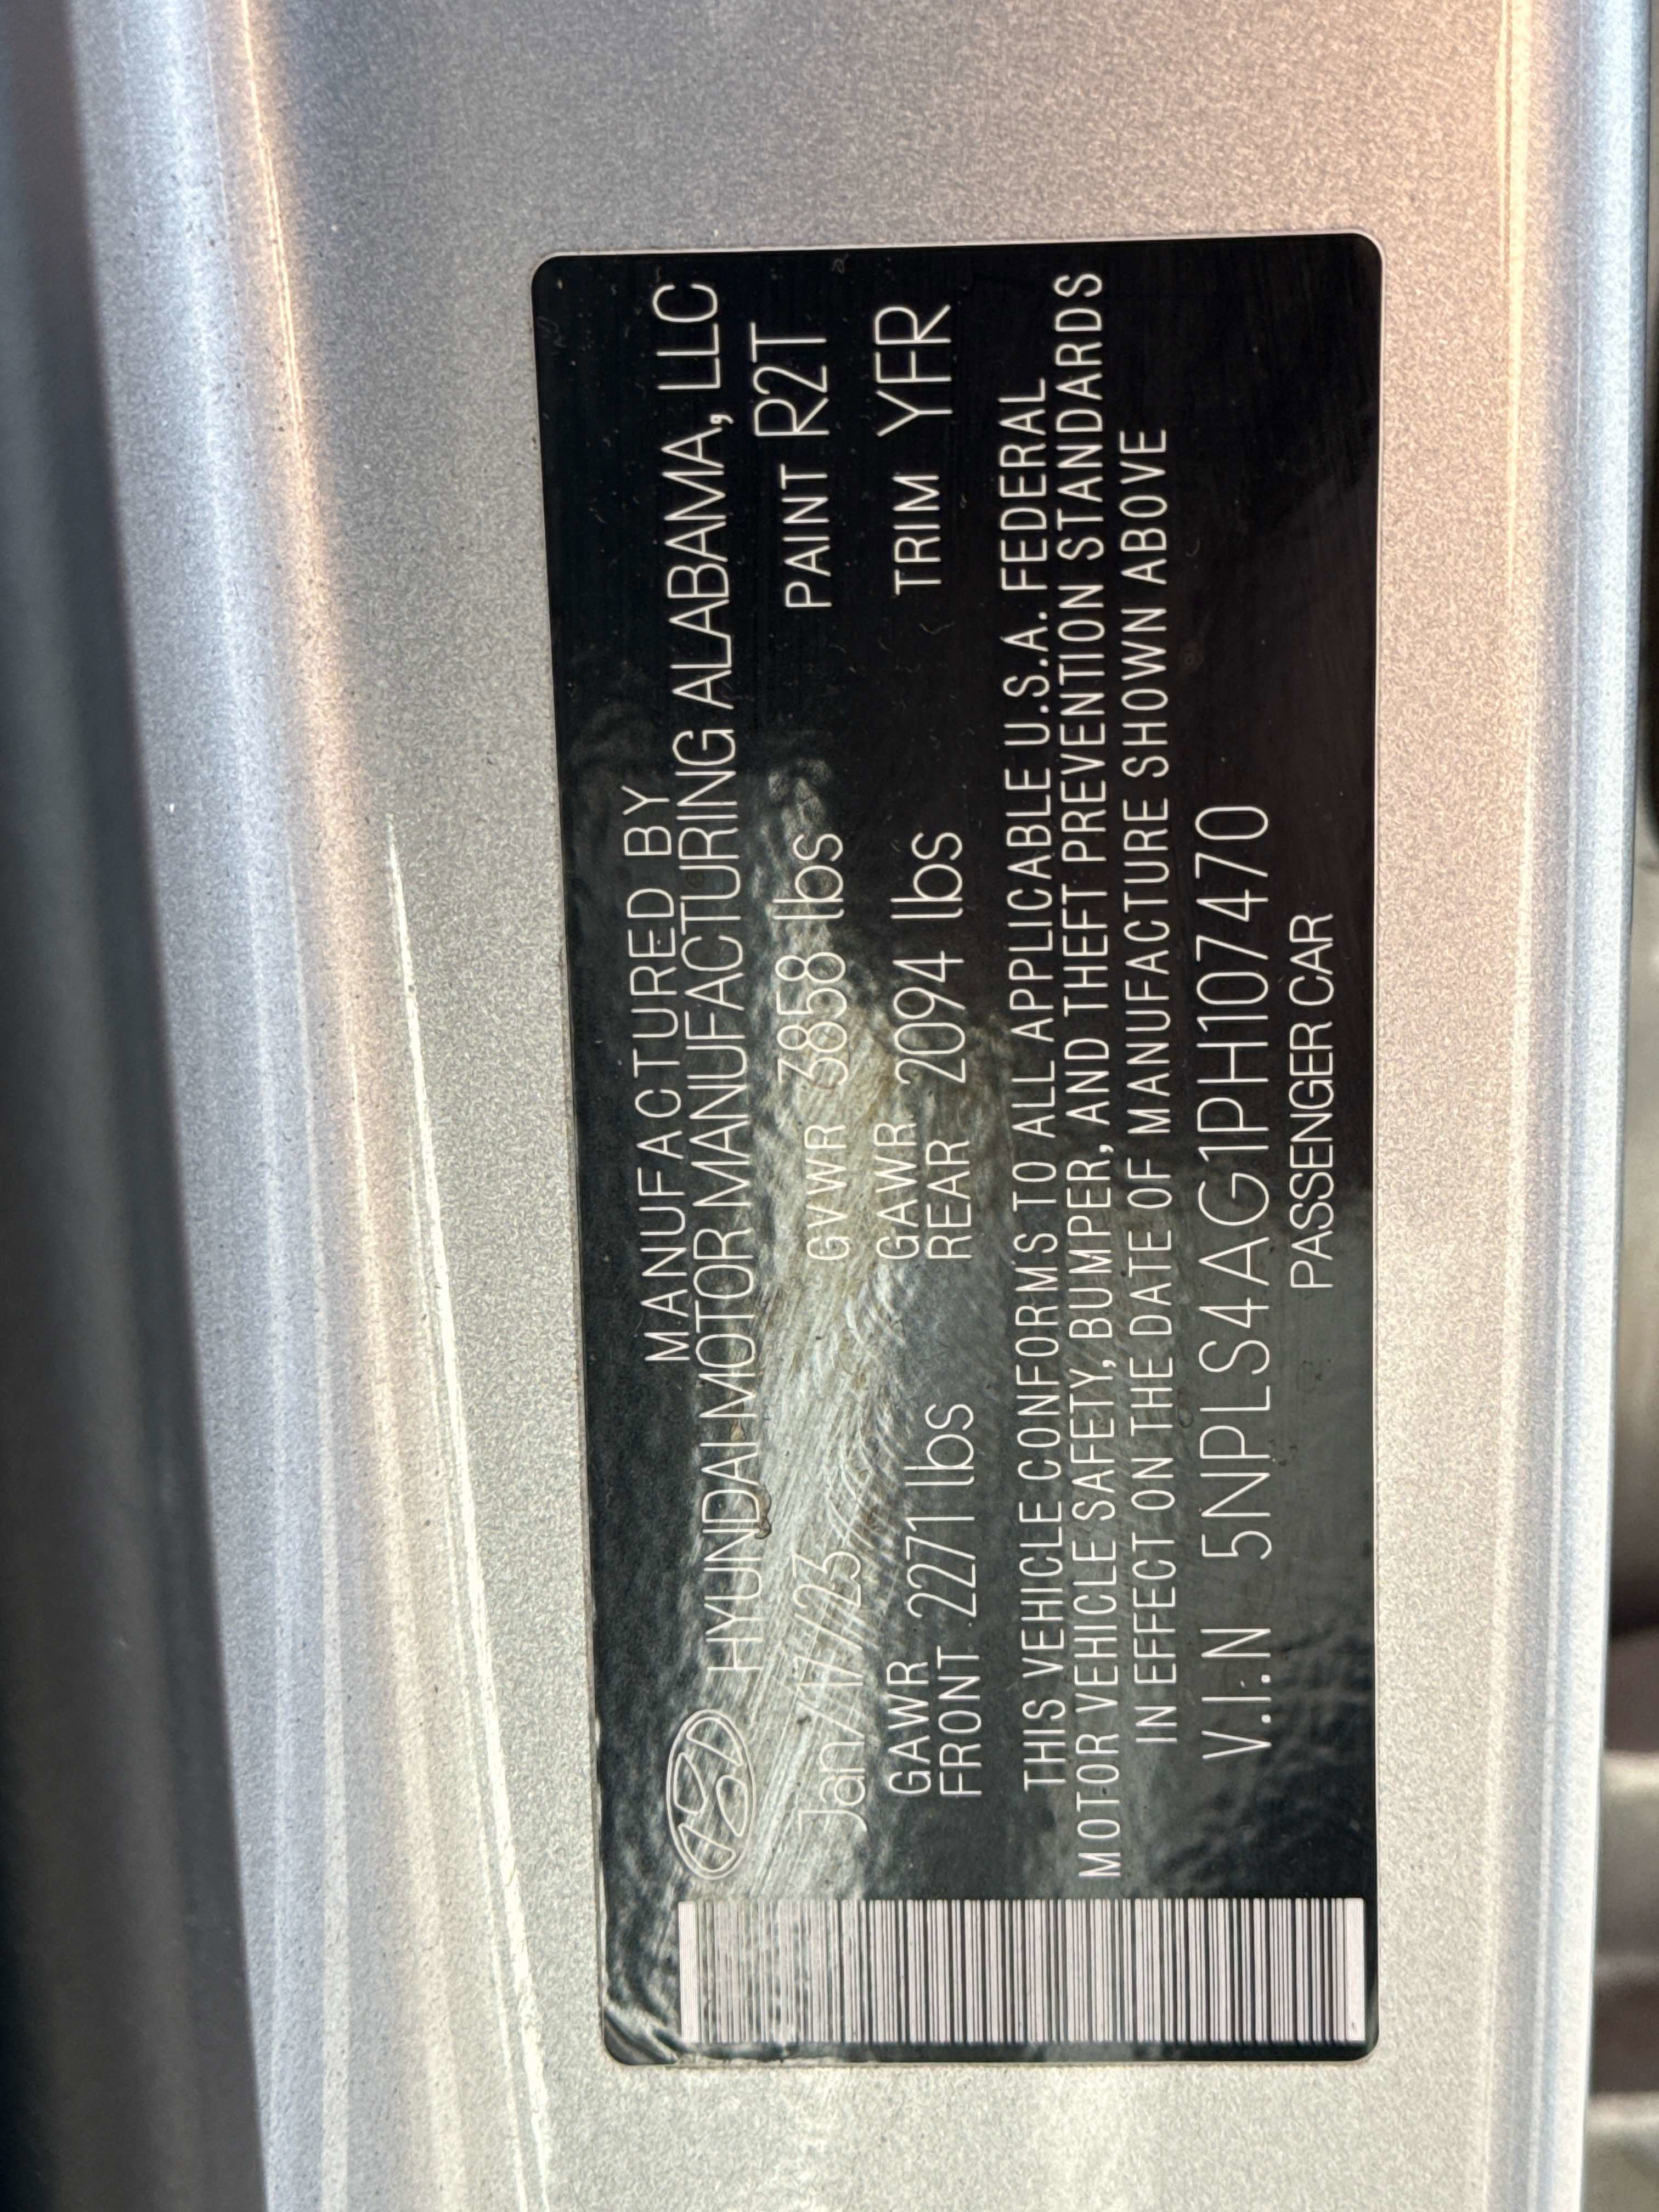 MANUFACTURED BY
HYUNDAI MOTOR MANUFACTURING ALABAMA, LLC
Jan/17/23 GVWR 3858 lbs PAINT R2T
GAWR FRONT 2271 lbs GAWR REAR 2094 lbs TRIM YFR
THIS VEHICLE CONFORMS TO ALL APPLICABLE U.S.A. FEDERAL
MOTOR VEHICLE SAFETY, BUMPER, AND THEFT PREVENTION STANDARDS
IN EFFECT ON THE DATE OF MANUFACTURE SHOWN ABOVE
V.I.N 5NPLS4AG1PH107470
PASSENGER CAR